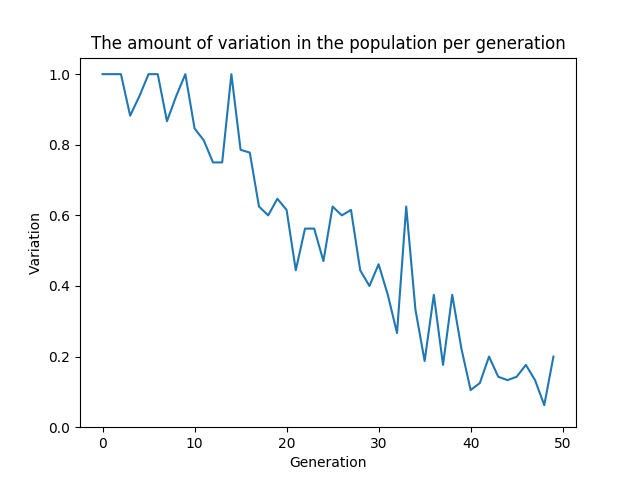 The amount of variation in the population per generation
1.0
0.8
0.6
0.4
0.2
0.0
Variation
0 10 20 30 40 50
Generation